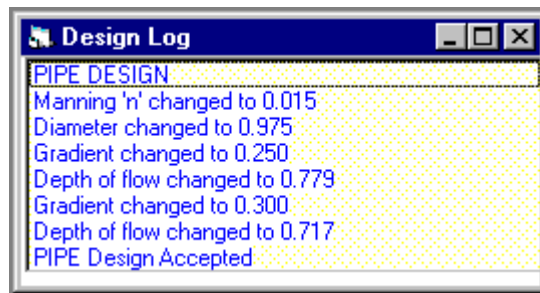 Design Log
PIPE DESIGN
Manning 'n' changed to 0.015
Diameter changed to 0.975
Gradient changed to 0.250
Depth of flow changed to 0.779
Gradient changed to 0.300
Depth of flow changed to 0.717
PIPE Design Accepted